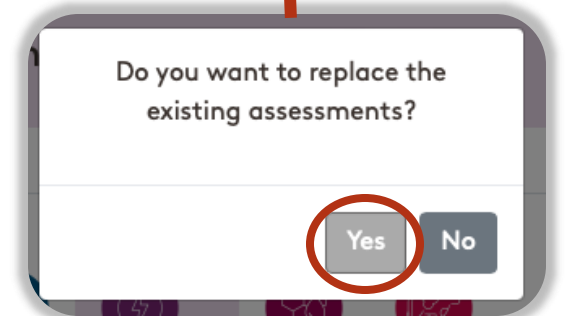 Do you want to replace the
existing assessments?
Yes
No